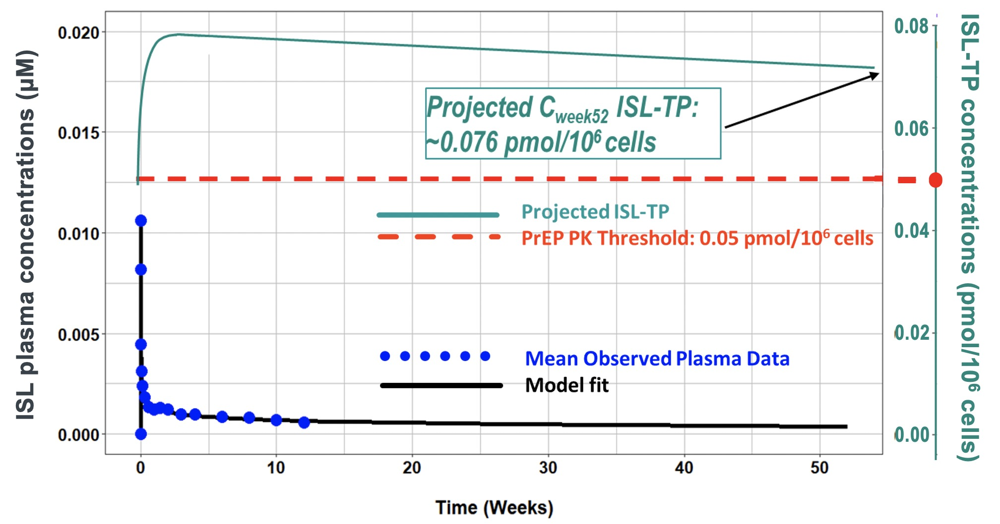 ISL plasma concentrations (µM)
0.020
0.015
0.010
0.005
0.000
0
10
20
30
40
50
Time (Weeks)
Projected Cweek52 ISL-TP:
~0.076 pmol/10⁶ cells
Projected ISL-TP
PrEP PK Threshold: 0.05 pmol/10⁶ cells
Mean Observed Plasma Data
Model fit
0.08
0.06
0.04
0.02
0.00
ISL-TP concentrations (pmol/10⁶ cells)